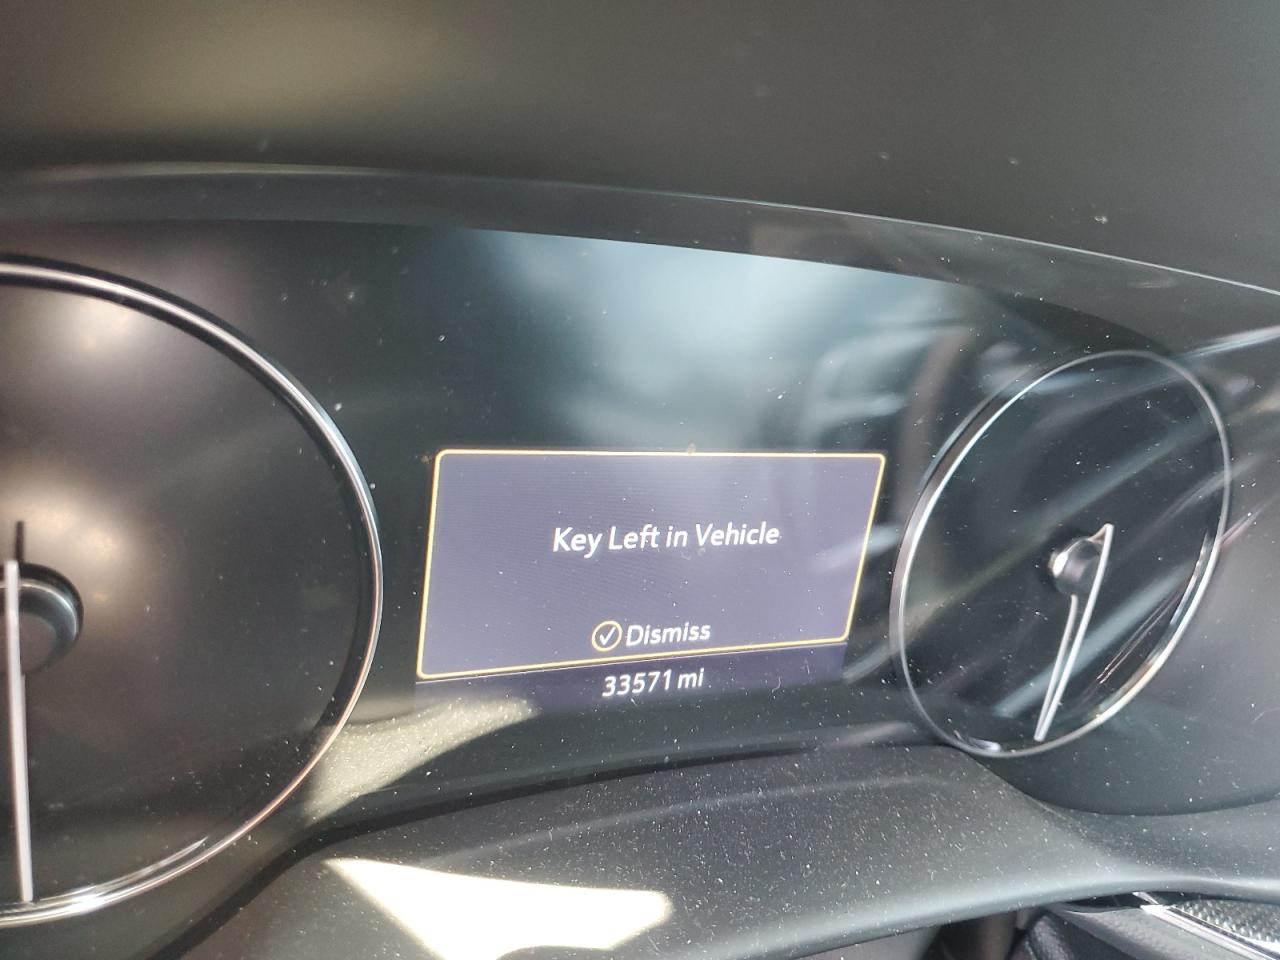 Key Left in Vehicle
Dismiss
33571 mi